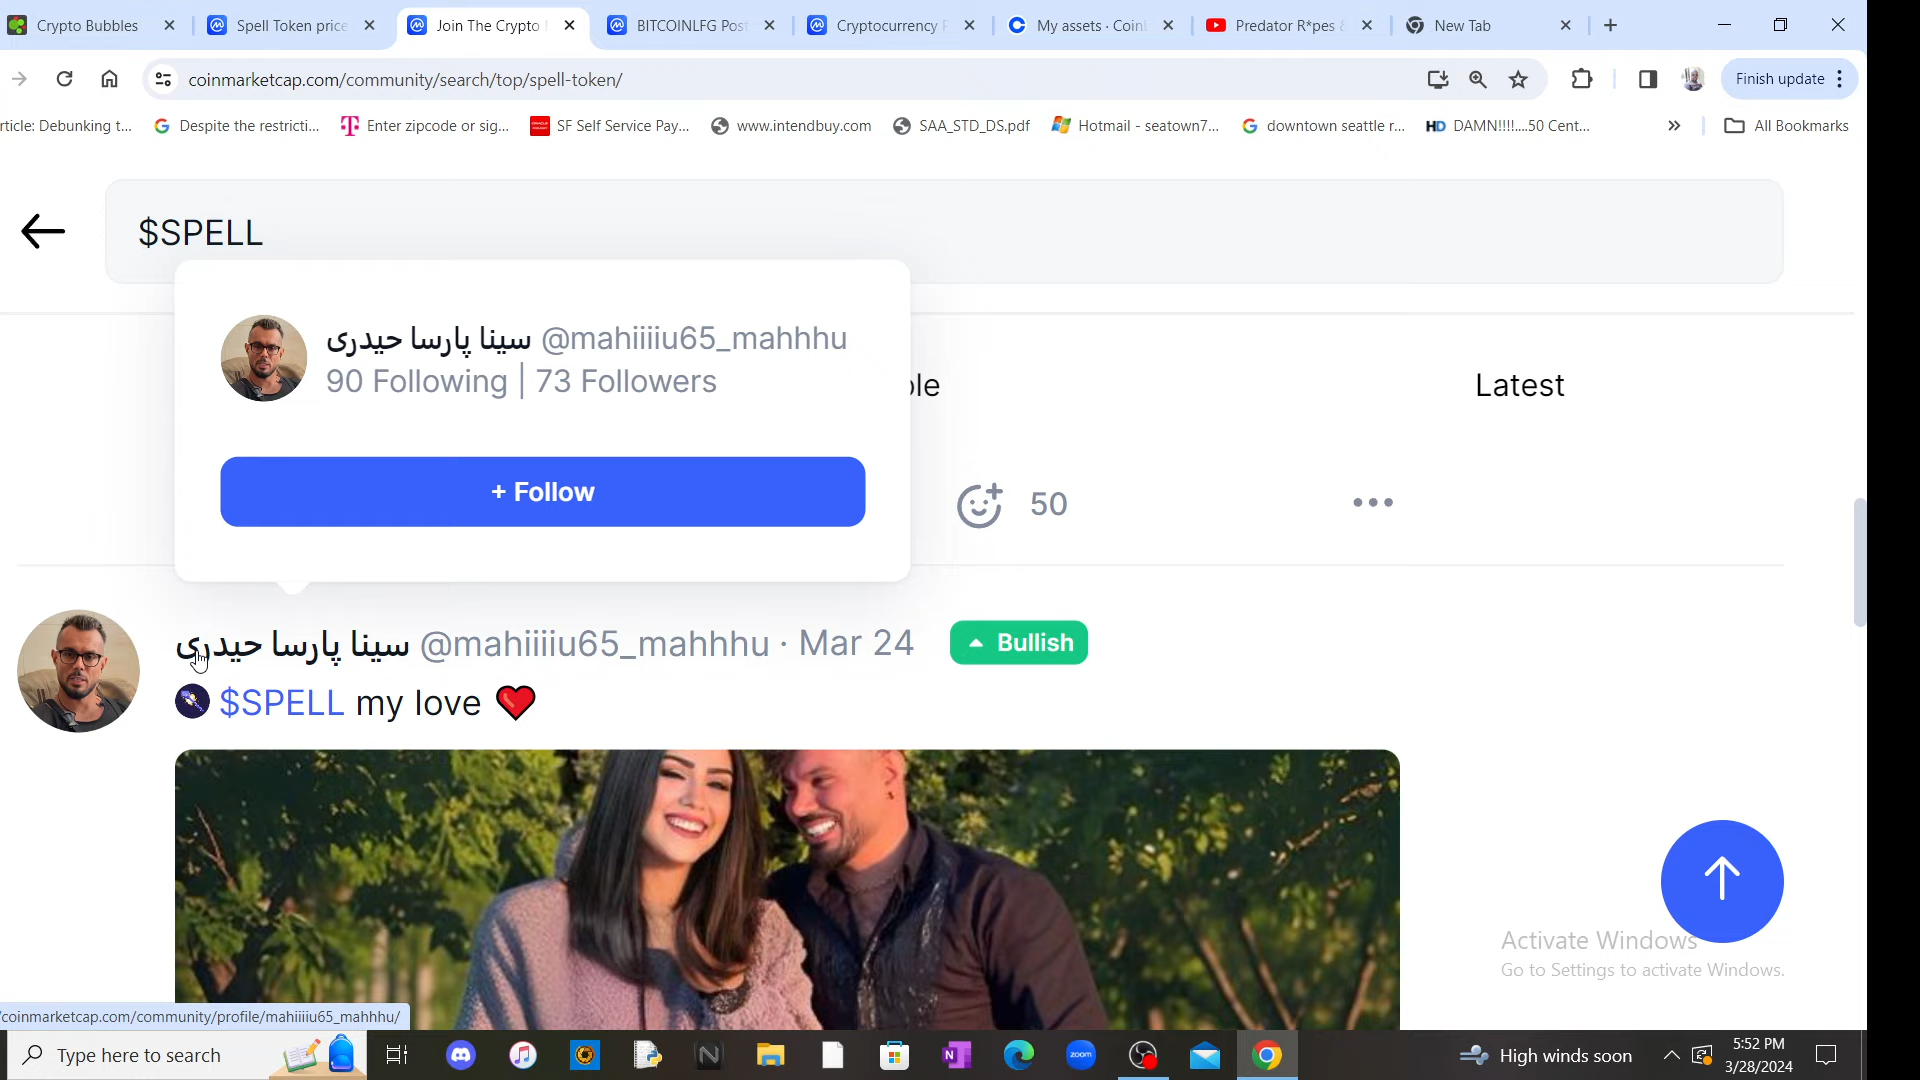 Crypto Bubbles
Spell Token price
Join The Crypto
BITCOINLFG Post
Cryptocurrency P
My assets · Coin
Predator R*pes &
New Tab
coinmarketcap.com/community/search/top/spell-token/
Finish update
rticle: Debunking t...
Despite the restricti...
Enter zipcode or sig...
SF Self Service Pay...
www.intendbuy.com
SAA_STD_DS.pdf
Hotmail - seatown7...
downtown seattle r...
HD DAMN!!!!....50 Cent...
All Bookmarks
$SPELL
سینا پارسا حیدری @mahiiiiu65_mahhhu
90 Following | 73 Followers
+ Follow
ple
Latest
50
سینا پارسا حیدری @mahiiiiu65_mahhhu · Mar 24
Bullish
$SPELL my love ❤️
Activate Windows
Go to Settings to activate Windows.
coinmarketcap.com/community/profile/mahiiiiu65_mahhhu/
Type here to search
zoom
High winds soon
5:52 PM
3/28/2024